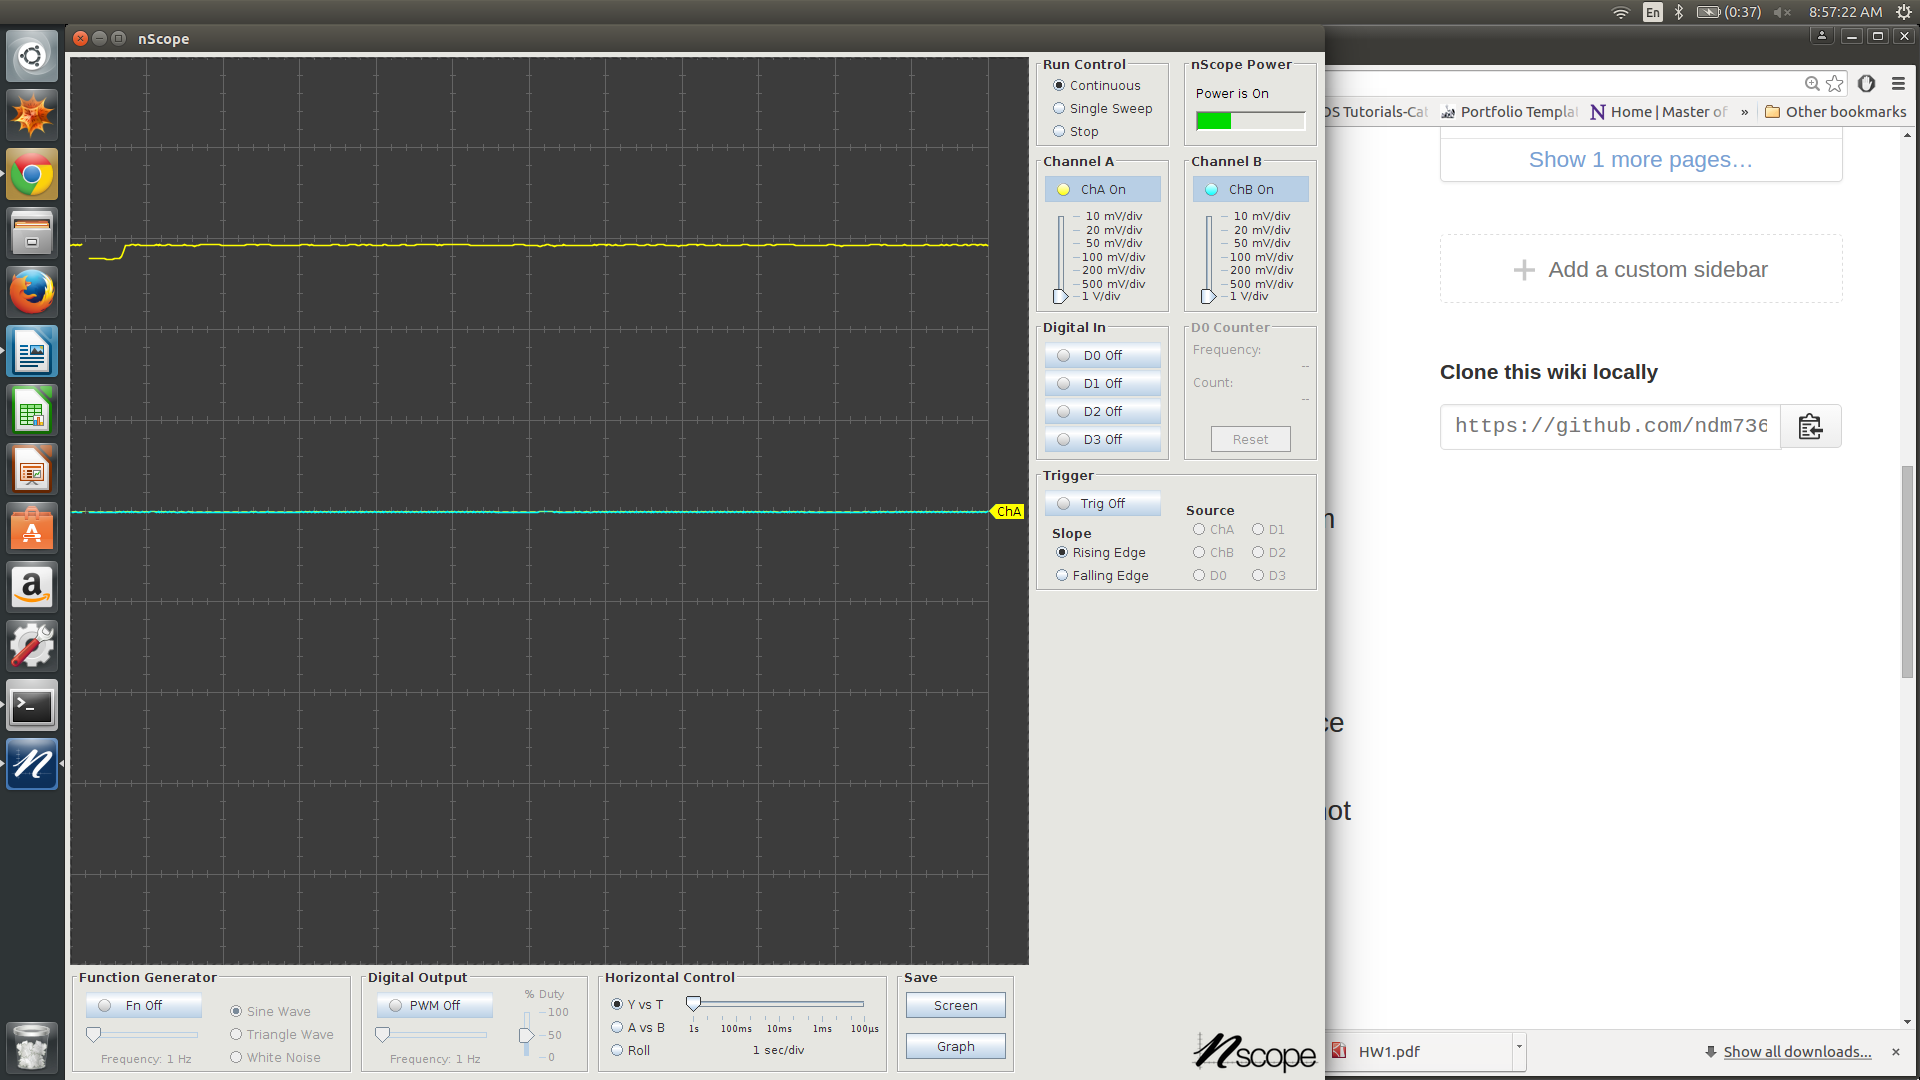 En
(0:37)
8:57:22 AM
nScope
Run Control
Continuous
Single Sweep
Stop
nScope Power
Power is On
Channel A
ChA On
10 mV/div
20 mV/div
50 mV/div
100 mV/div
200 mV/div
500 mV/div
1 V/div
Channel B
ChB On
10 mV/div
20 mV/div
50 mV/div
100 mV/div
200 mV/div
500 mV/div
1 V/div
Digital In
D0 Off
D1 Off
D2 Off
D3 Off
D0 Counter
Frequency:
--
Count:
--
Reset
Trigger
Trig Off
Slope
Rising Edge
Falling Edge
Source
ChA
D1
ChB
D2
D0
D3
ChA
Function Generator
Fn Off
Frequency: 1 Hz
Sine Wave
Triangle Wave
White Noise
Digital Output
PWM Off
Frequency: 1 Hz
% Duty
100
50
0
Horizontal Control
Y vs T
A vs B
Roll
1s 100ms 10ms 1ms 100µs
1 sec/div
Save
Screen
Graph
nscope
OS Tutorials-Cat
Portfolio Templat
Home | Master of
»
Other bookmarks
Show 1 more pages…
Add a custom sidebar
Clone this wiki locally
https://github.com/ndm736
ce
not
HW1.pdf
Show all downloads...